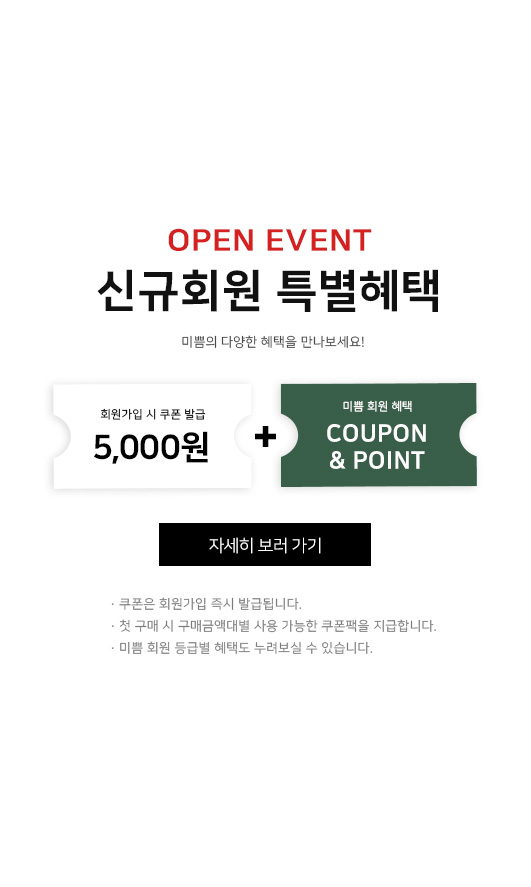 OPEN EVENT
신규회원 특별혜택
미쁨의 다양한 혜택을 만나보세요!
회원가입 시 쿠폰 발급
5,000원
+
미쁨 회원 혜택
COUPON
& POINT
자세히 보러 가기
· 쿠폰은 회원가입 즉시 발급됩니다.
· 첫 구매 시 구매금액대별 사용 가능한 쿠폰팩을 지급합니다.
· 미쁨 회원 등급별 혜택도 누려보실 수 있습니다.